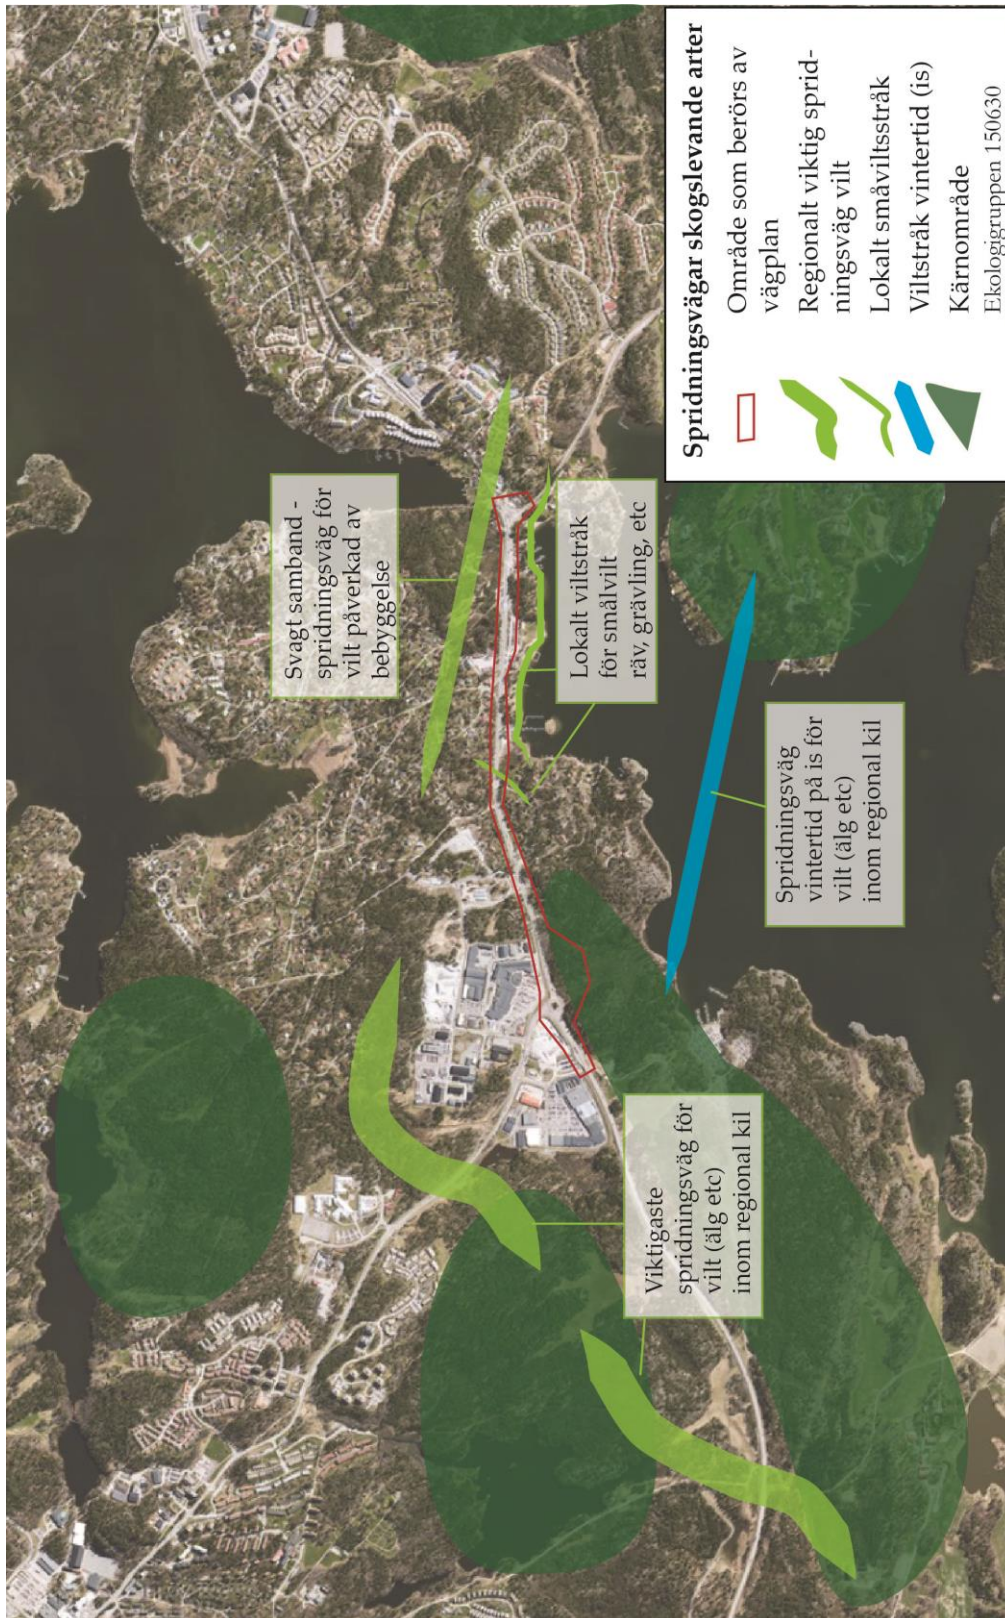 Svagt samband -
spridningsväg för
vilt påverkad av
bebyggelse
Lokalt viltstråk
för småvilt
räv, grävling, etc
Spridningsväg
vintertid på is för
vilt (älg etc)
inom regional kil
Viktigaste
spridningsväg för
vilt (älg etc)
inom regional kil
Spridningsvägar skogslevande arter
Område som berörs av
vägplan
Regionalt viktig sprid-
ningsväg vilt
Lokalt småviltsstråk
Viltstråk vintertid (is)
Kärnområde
Ekologigruppen 150630